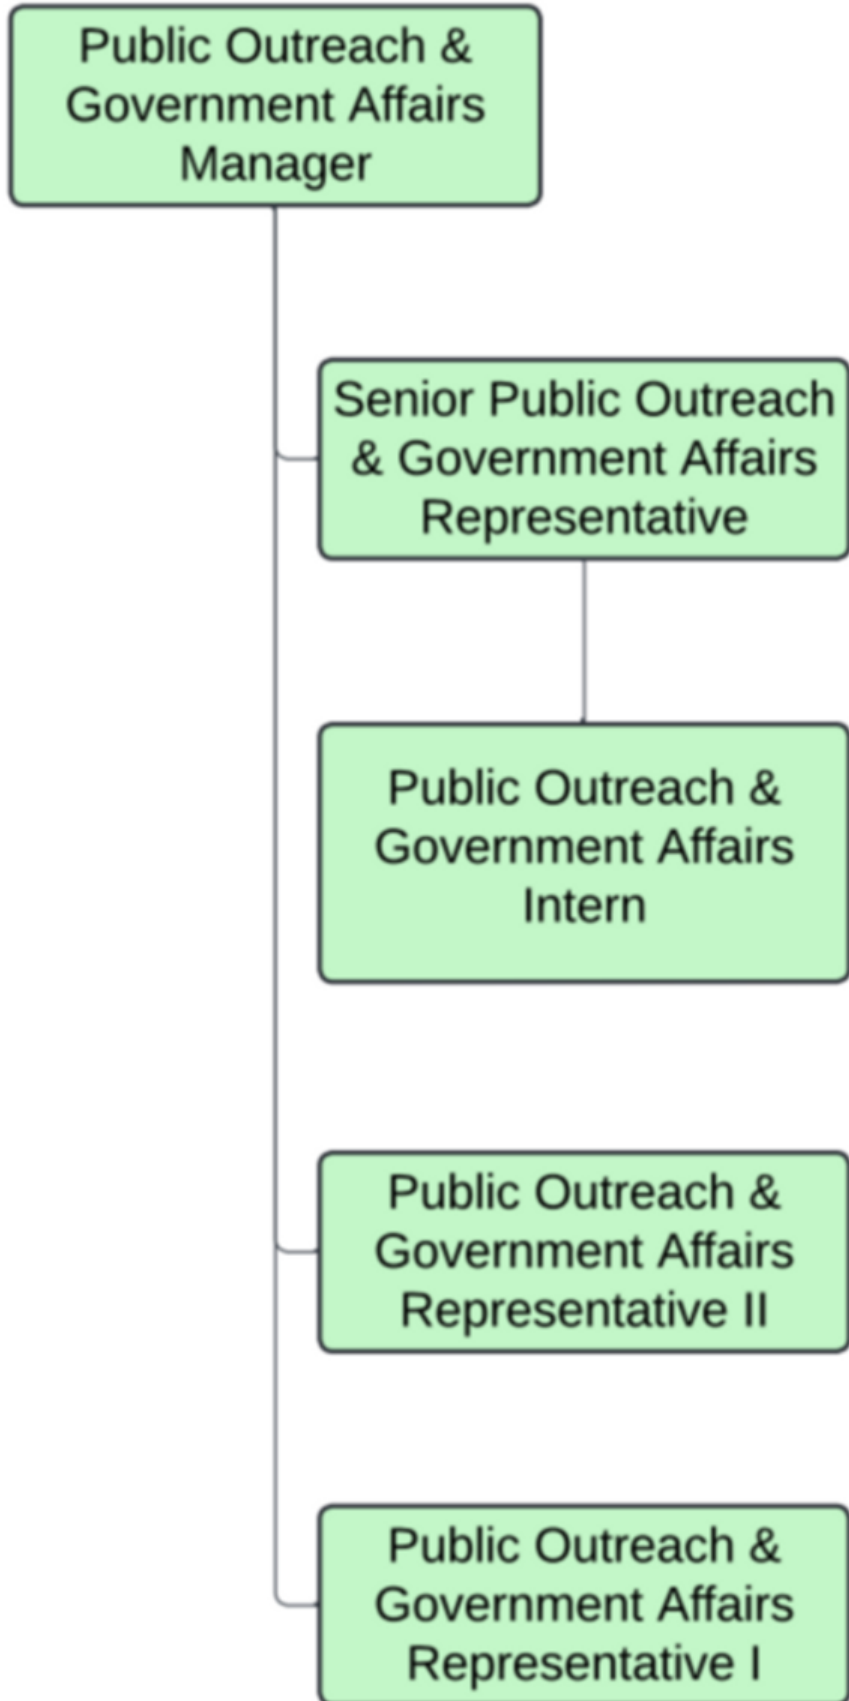 Public Outreach &
Government Affairs
Manager
Senior Public Outreach
& Government Affairs
Representative
Public Outreach &
Government Affairs
Intern
Public Outreach &
Government Affairs
Representative II
Public Outreach &
Government Affairs
Representative I